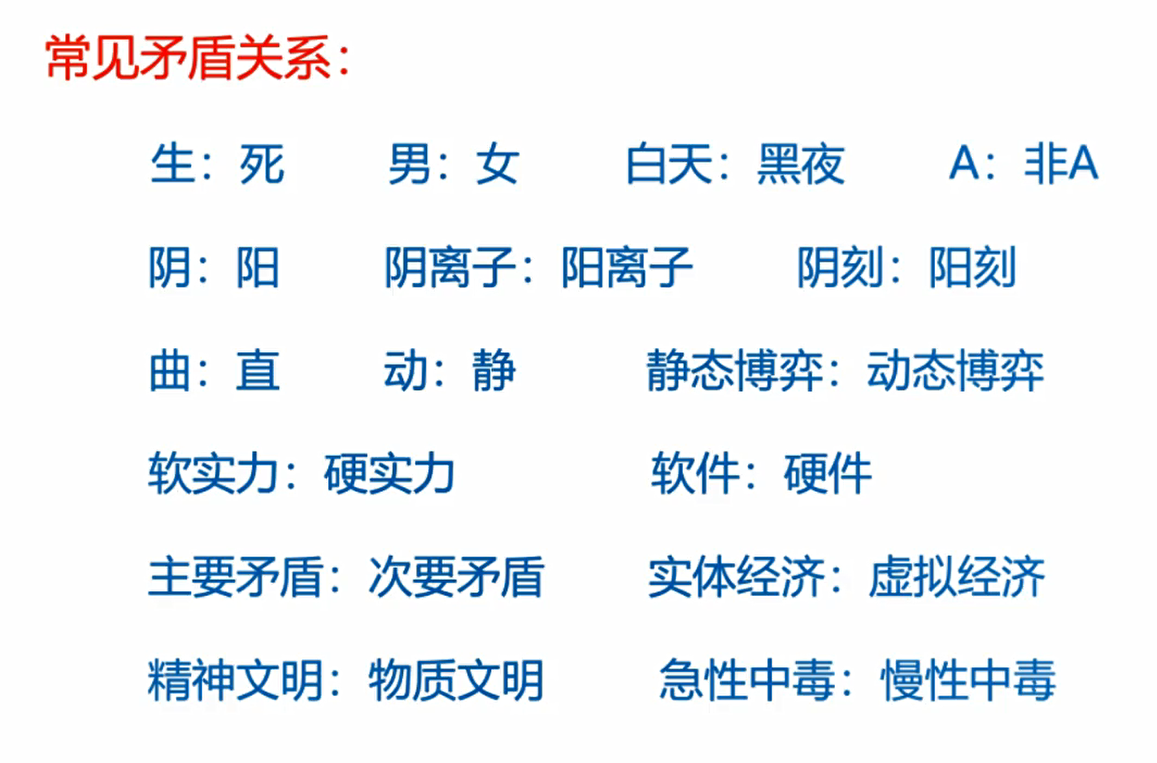 常见矛盾关系：
生：死 男：女 白天：黑夜 A：非A
阴：阳 阴离子：阳离子 阴刻：阳刻
曲：直 动：静 静态博弈：动态博弈
软实力：硬实力 软件：硬件
主要矛盾：次要矛盾 实体经济：虚拟经济
精神文明：物质文明 急性中毒：慢性中毒